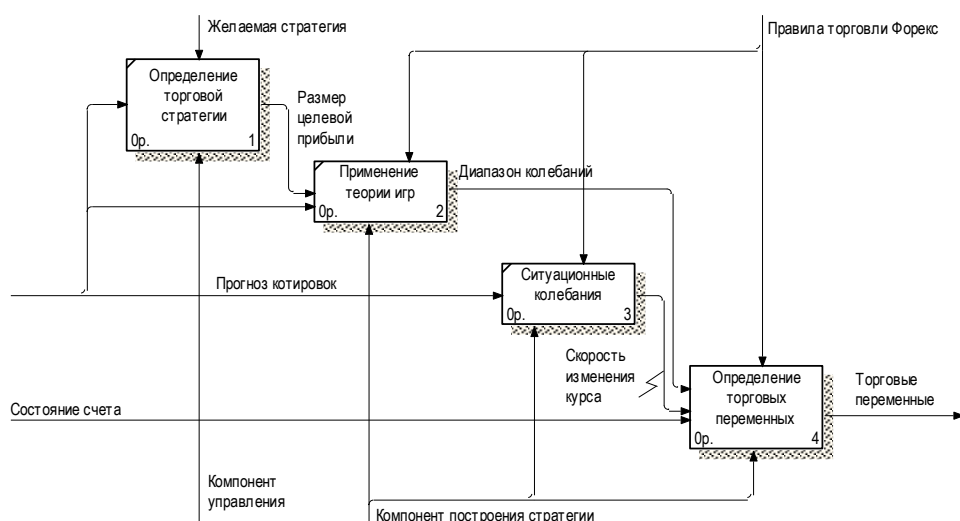 Желаемая стратегия
Правила торговли Форекс
Определение
торговой
стратегии
0р.
1
Размер
целевой
прибыли
Применение
теории игр
0р.
2
Диапазон колебаний
Прогноз котировок
Ситуационные
колебания
0р.
3
Скорость
изменения
курса
Определение
торговых
переменных
0р.
4
Торговые
переменные
Состояние счета
Компонент
управления
Компонент построения стратегии